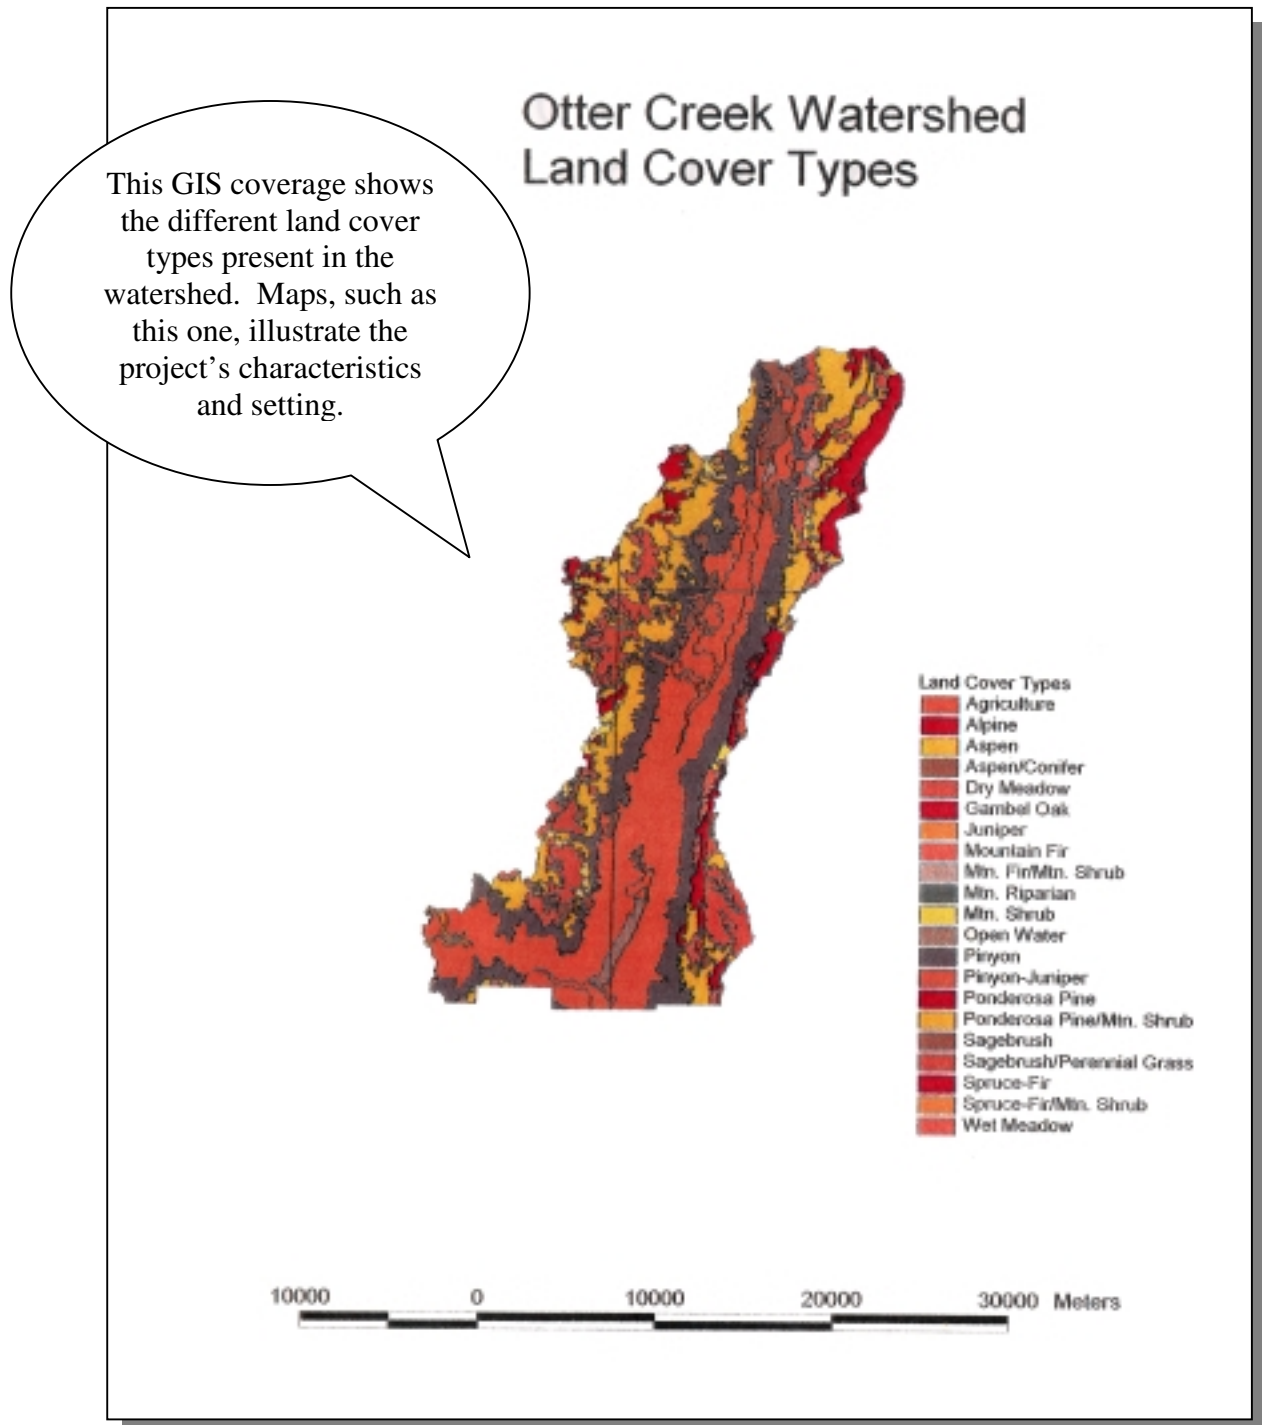 Otter Creek Watershed
Land Cover Types
This GIS coverage shows
the different land cover
types present in the
watershed.  Maps, such as
this one, illustrate the
project’s characteristics
and setting.
Land Cover Types
Agriculture
Alpine
Aspen
Aspen/Conifer
Dry Meadow
Gambel Oak
Juniper
Mountain Fir
Mtn. Fir/Mtn. Shrub
Mtn. Riparian
Mtn. Shrub
Open Water
Pinyon
Pinyon-Juniper
Ponderosa Pine
Ponderosa Pine/Mtn. Shrub
Sagebrush
Sagebrush/Perennial Grass
Spruce-Fir
Spruce-Fir/Mtn. Shrub
Wet Meadow
10000 0 10000 20000 30000 Meters